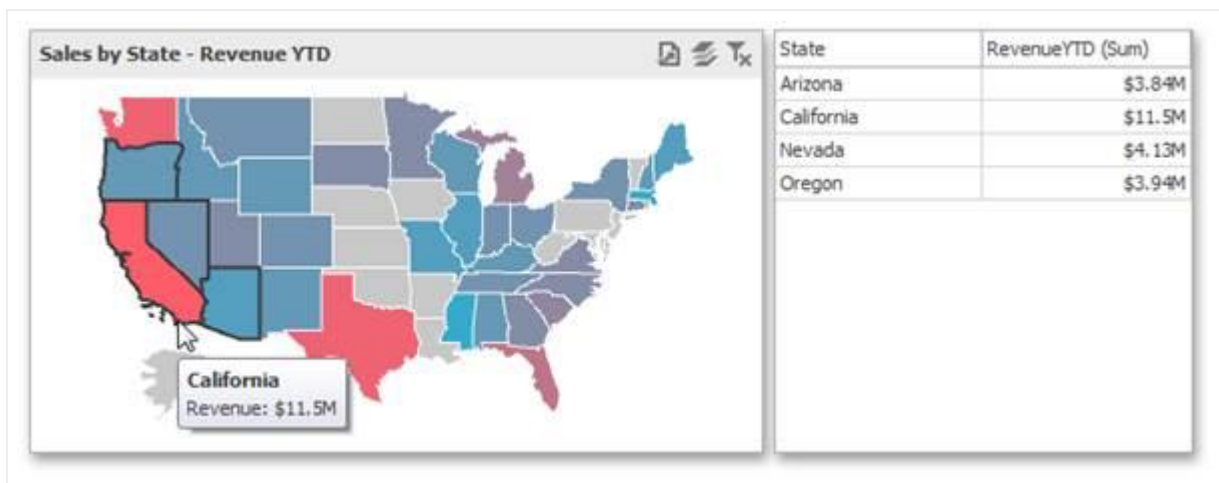 Sales by State - Revenue YTD
State RevenueYTD (Sum)
Arizona $3.84M
California $11.5M
Nevada $4.13M
Oregon $3.94M
California
Revenue: $11.5M